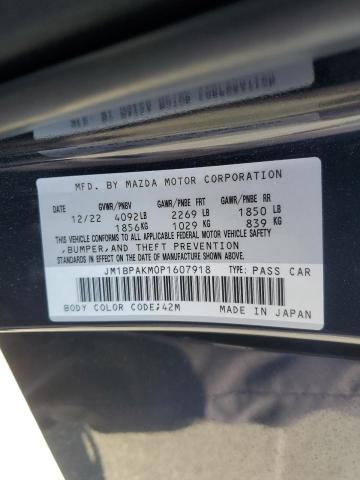 MFD. BY MAZDA MOTOR CORPORATION
GVWR/PNBV GAWR/PNBE FRT GAWR/PNBE RR
12/22 4092LB 2269 LB 1850 LB
1856KG 1029 KG 839 KG
THIS VEHICLE CONFORMS TO ALL APPLICABLE
FEDERAL MOTOR VEHICLE SAFETY
,BUMPER,AND THEFT PREVENTION
STANDARDS IN EFFECT ON THE DATE OF MANUFACTURE
SHOWN ABOVE.
JM1BPAKM0P1607918 TYPE: PASS CAR
BODY COLOR CODE;42M MADE IN JAPAN